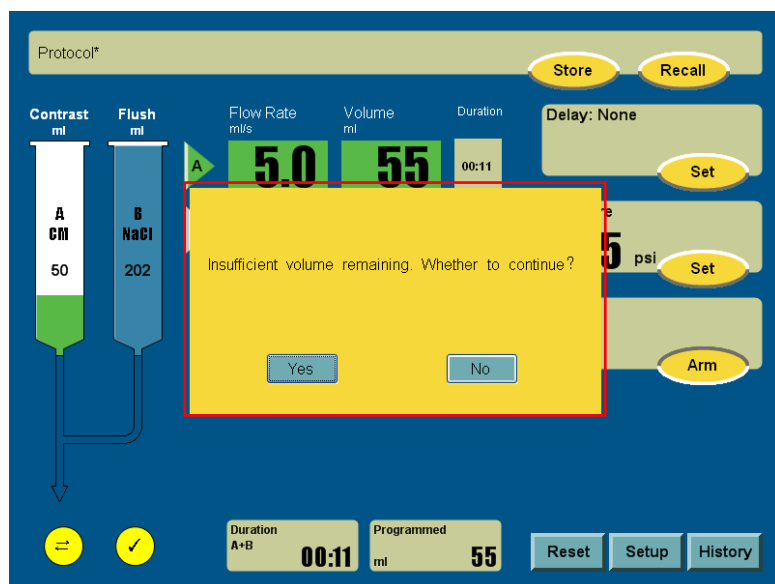 Protocol*
Store
Recall
Contrast
ml
Flush
ml
Flow Rate
ml/s
Volume
ml
Duration
Delay: None
A
5.0
55
00:11
Set
A
CM
50
B
NaCl
202
Insufficient volume remaining. Whether to continue?
psi
Set
Yes
No
Arm
Duration
A+B
00:11
Programmed
ml
55
Reset
Setup
History